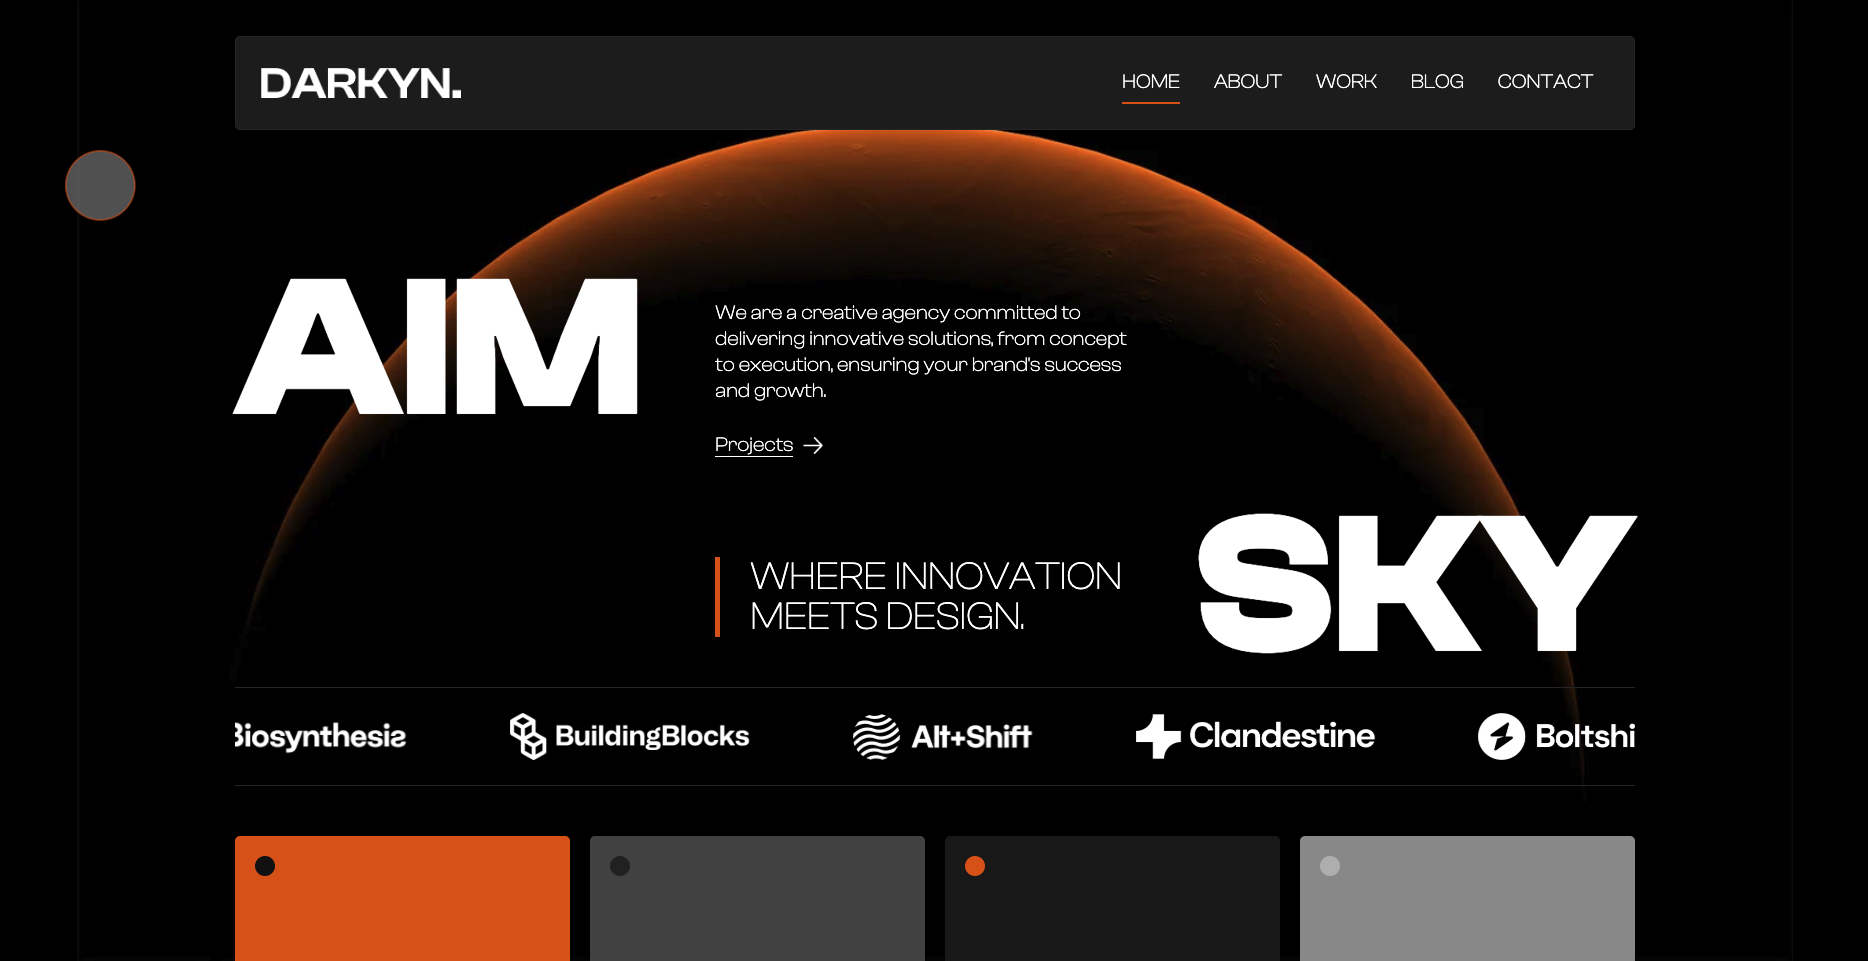 DARKYN.
HOME ABOUT WORK BLOG CONTACT
AIM
We are a creative agency committed to
delivering innovative solutions, from concept
to execution, ensuring your brand's success
and growth.
Projects
WHERE INNOVATION
MEETS DESIGN.
SKY
Biosynthesis BuildingBlocks Alt+Shift Clandestine Boltshi